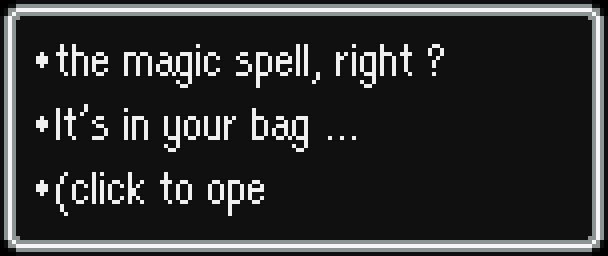 •the magic spell, right ?
•It's in your bag ...
•(click to ope